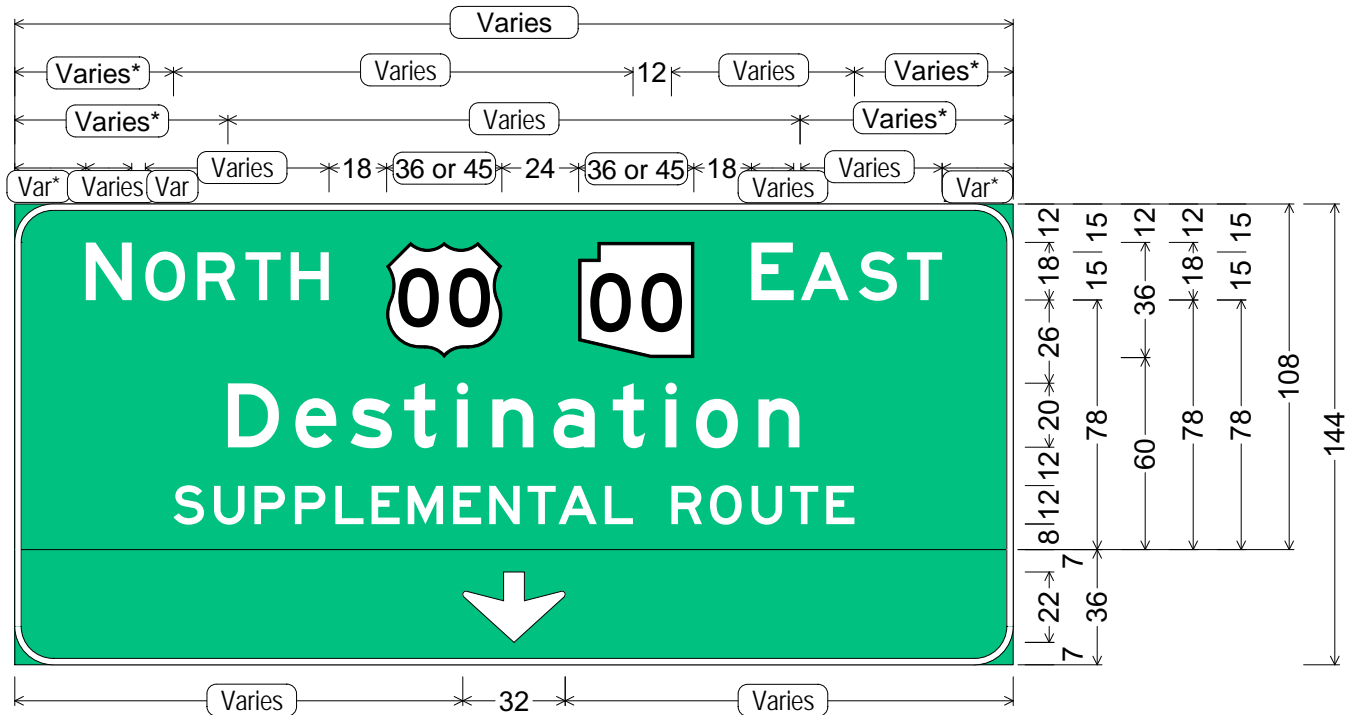 Varies
Varies* Varies 12 Varies Varies*
Varies* Varies Varies*
Varies 18 36 or 45 24 36 or 45 18 Varies
Var* Varies Var Varies Var*
NORTH 00 00 EAST
Destination
SUPPLEMENTAL ROUTE
12 15 12 12 15
18 15 36 18 15
26
20 78 60 78 78 108 144
12
12
8
7
22 36
7
Varies 32 Varies